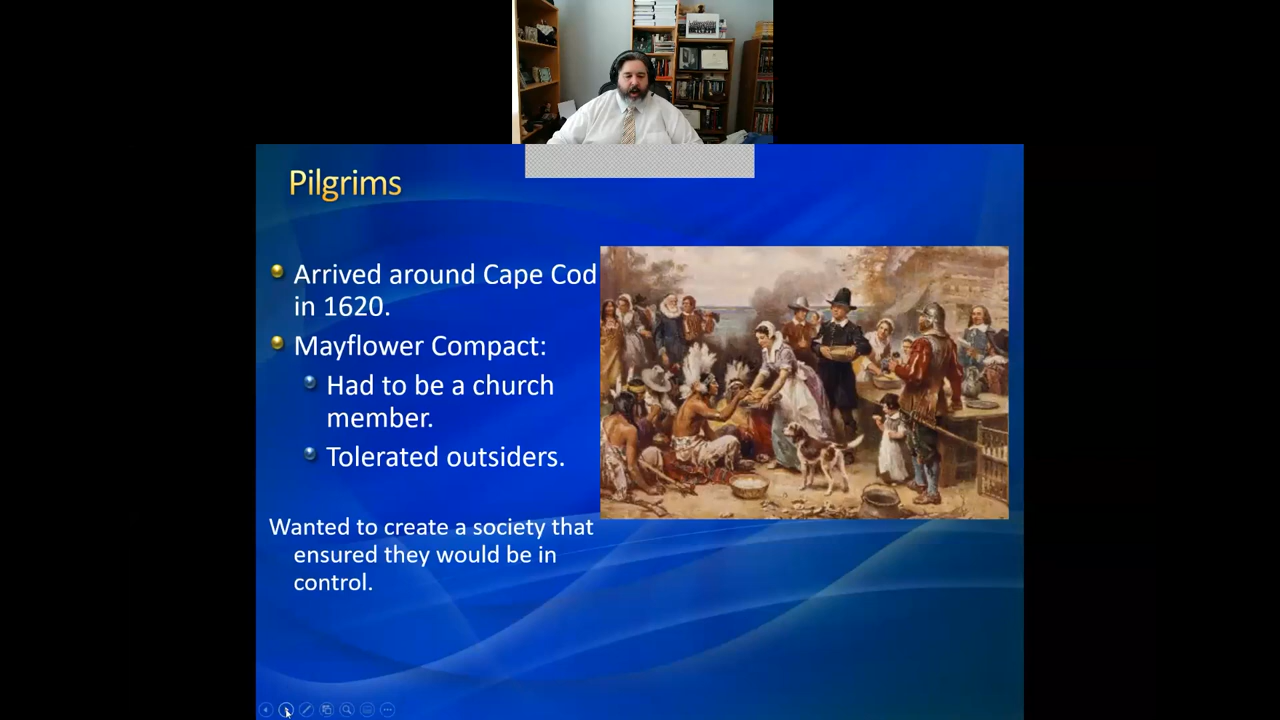 Pilgrims
Arrived around Cape Cod
in 1620.
Mayflower Compact:
Had to be a church
member.
Tolerated outsiders.
Wanted to create a society that
ensured they would be in
control.